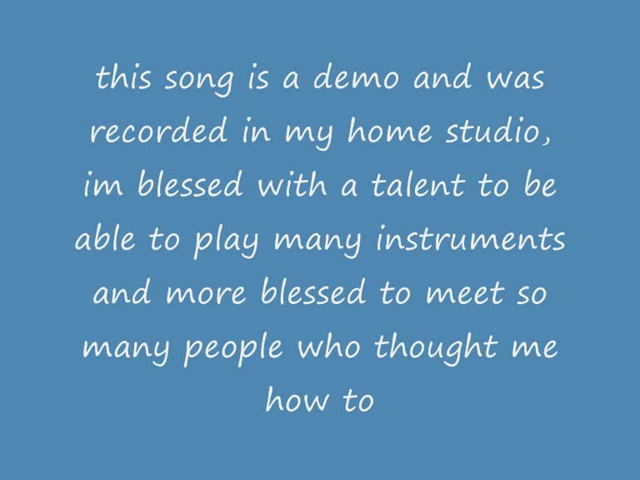 this song is a demo and was
recorded in my home studio,
im blessed with a talent to be
able to play many instruments
and more blessed to meet so
many people who thought me
how to